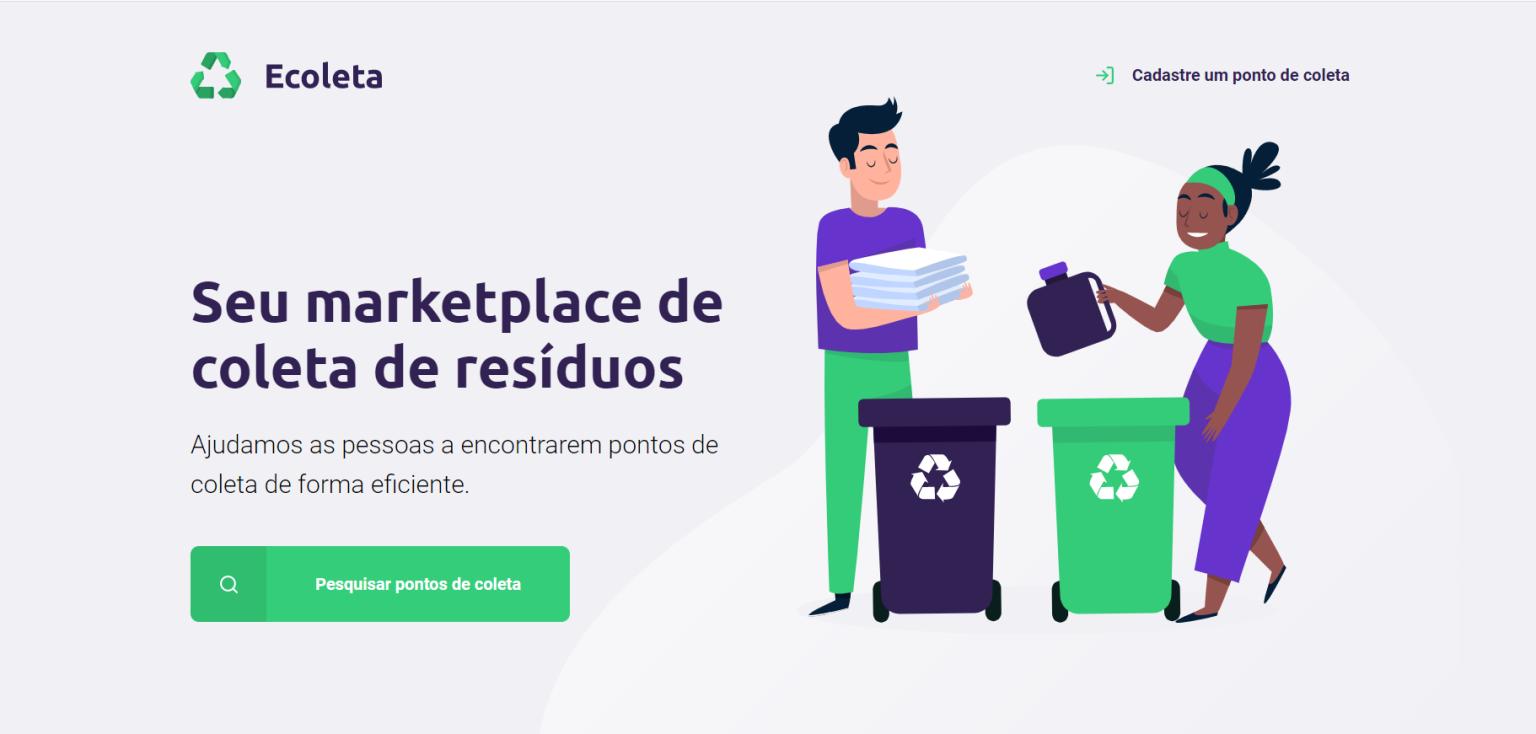 Ecoleta
Cadastre um ponto de coleta
Seu marketplace de
coleta de resíduos
Ajudamos as pessoas a encontrarem pontos de
coleta de forma eficiente.
Pesquisar pontos de coleta